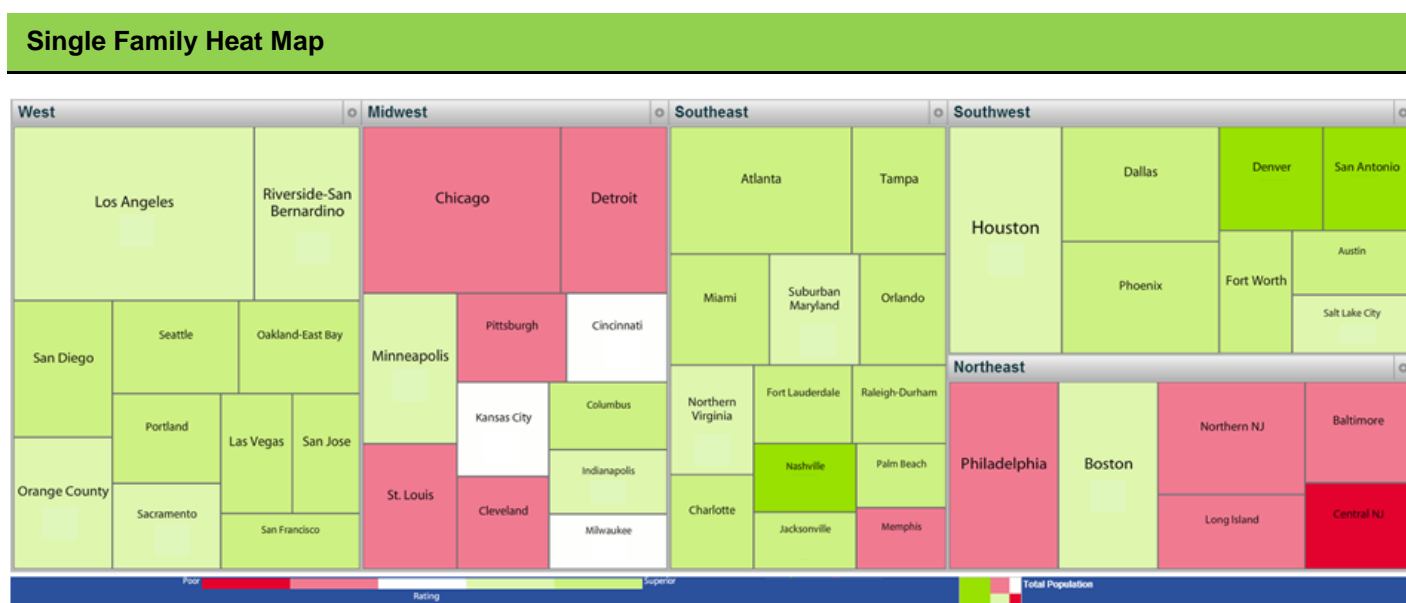 Single Family Heat Map
West
Midwest
Southeast
Southwest
Los Angeles
Riverside-San
Bernardino
San Diego
Seattle
Oakland-East Bay
Portland
Las Vegas
San Jose
Orange County
Sacramento
San Francisco
Chicago
Detroit
Minneapolis
Pittsburgh
Cincinnati
Kansas City
Columbus
Indianapolis
St. Louis
Cleveland
Milwaukee
Atlanta
Tampa
Miami
Suburban
Maryland
Orlando
Northern
Virginia
Fort Lauderdale
Raleigh-Durham
Nashville
Palm Beach
Charlotte
Jacksonville
Memphis
Houston
Dallas
Denver
San Antonio
Phoenix
Fort Worth
Austin
Salt Lake City
Northeast
Philadelphia
Boston
Northern NJ
Baltimore
Long Island
Central NJ
Poor
Superior
Rating
Total Population